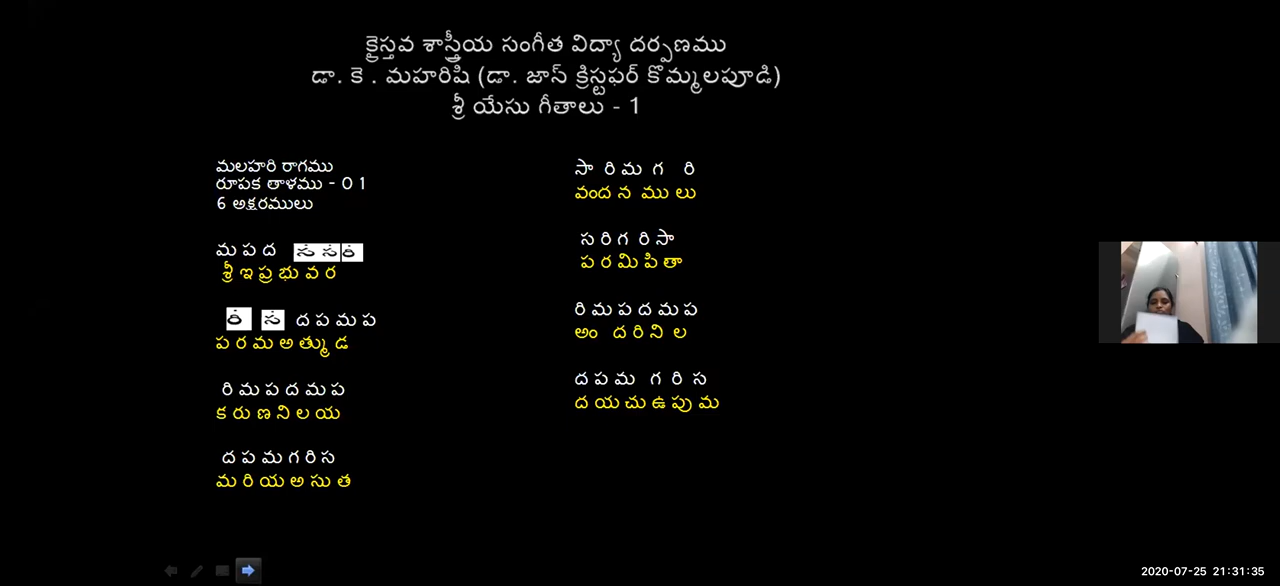 క్రైస్తవ శాస్త్రీయ సంగీత విద్యా దర్పణము
డా. కె . మహరిషి (డా. జాస్ క్రిస్టఫర్ కొమ్మలపూడి)
శ్రీ యేసు గీతాలు - 1
మలహరి రాగము
రూపక తాళము - 0 1
6 అక్షరములు
మ ప ద సં సં రિં
శ్రీ ఇ ప్ర భు వ ర
రిં సં ద ప మ ప
ప ర మ అ త్ము డ
రి మ ప ద మ ప
క రు ణ ని ల య
ద ప మ గ రి స
మ రి య అ సు త
సా రి మ గ రి
వంద న ము లు
స రి గ రి సా
ప ర మి పి తా
రి మ ప ద మ ప
అం ద రి ని ల
ద ప మ గ రి స
ద య చు ఉ పు మ
2020-07-25 21:31:35